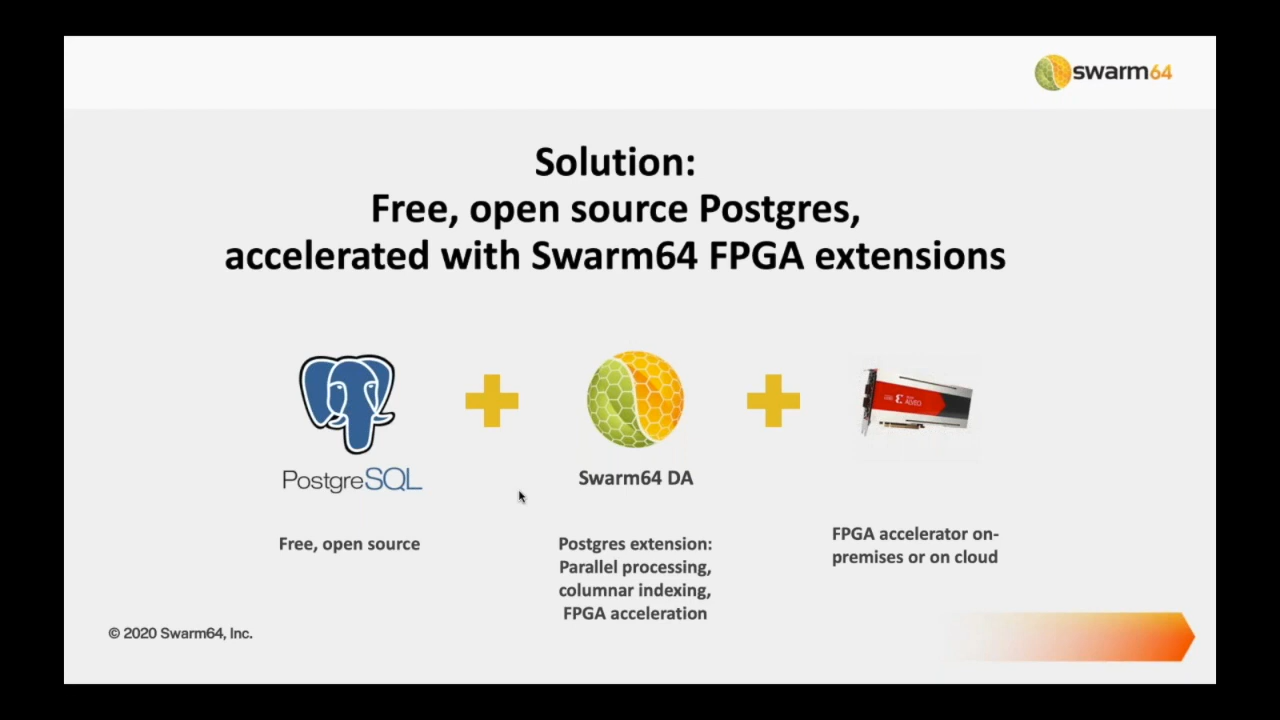 swarm64
Solution:
Free, open source Postgres,
accelerated with Swarm64 FPGA extensions
PostgreSQL
Swarm64 DA
ALVEO
Free, open source
Postgres extension:
Parallel processing,
columnar indexing,
FPGA acceleration
FPGA accelerator on-
premises or on cloud
© 2020 Swarm64, Inc.